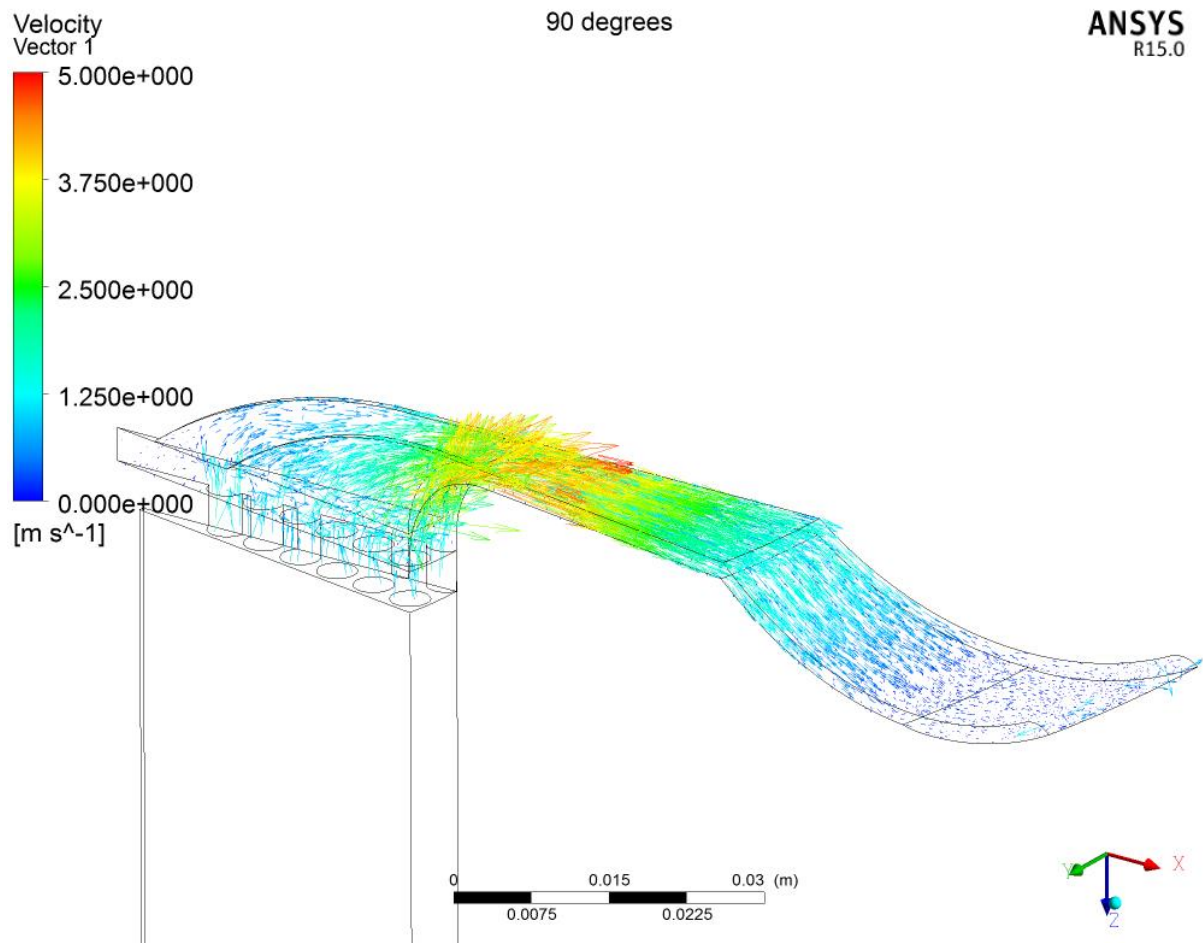 Velocity
Vector 1
90 degrees
ANSYS
R15.0
5.000e+000
3.750e+000
2.500e+000
1.250e+000
0.000e+000
[m s^-1]
0 0.015 0.03 (m)
0.0075 0.0225
Y X
Z